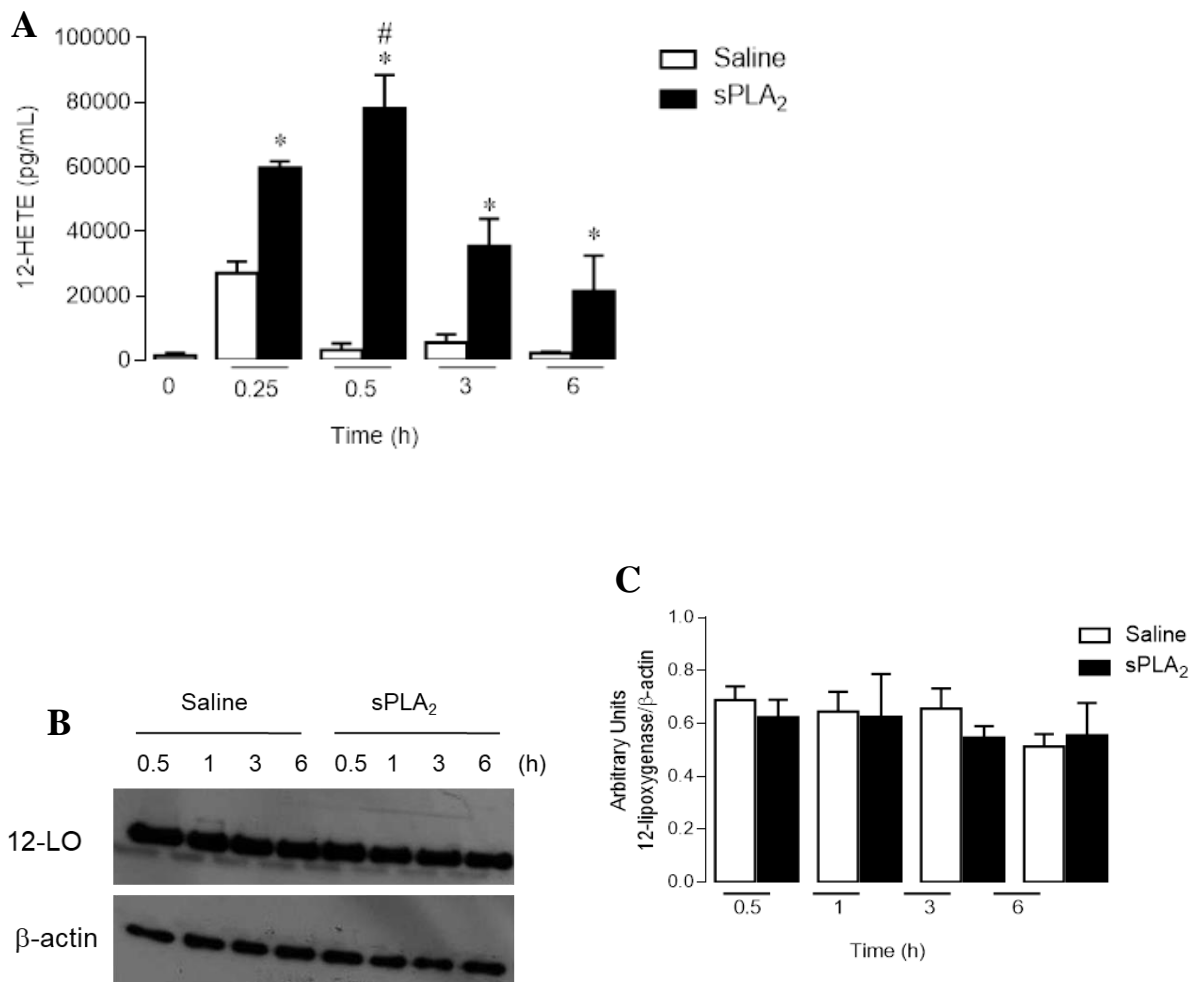 A
100000
80000
60000
40000
20000
0
12-HETE (pg/mL)
*
#
*
*
*
Saline
sPLA₂
0
0.25
0.5
3
6
Time (h)
B
Saline
sPLA₂
0.5 1 3 6 0.5 1 3 6 (h)
12-LO
β-actin
C
1.0
0.8
0.6
0.4
0.2
0.0
Arbitrary Units
12-lipoxygenase/β-actin
Saline
sPLA₂
0.5
1
3
6
Time (h)